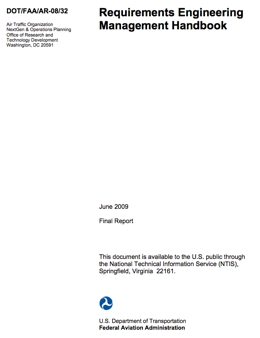 DOT/FAA/AR-08/32
Air Traffic Organization
NextGen & Operations Planning
Office of Research and
Technology Development
Washington, DC 20591
Requirements Engineering
Management Handbook
June 2009
Final Report
This document is available to the U.S. public through
the National Technical Information Service (NTIS),
Springfield, Virginia 22161.
U.S. Department of Transportation
Federal Aviation Administration